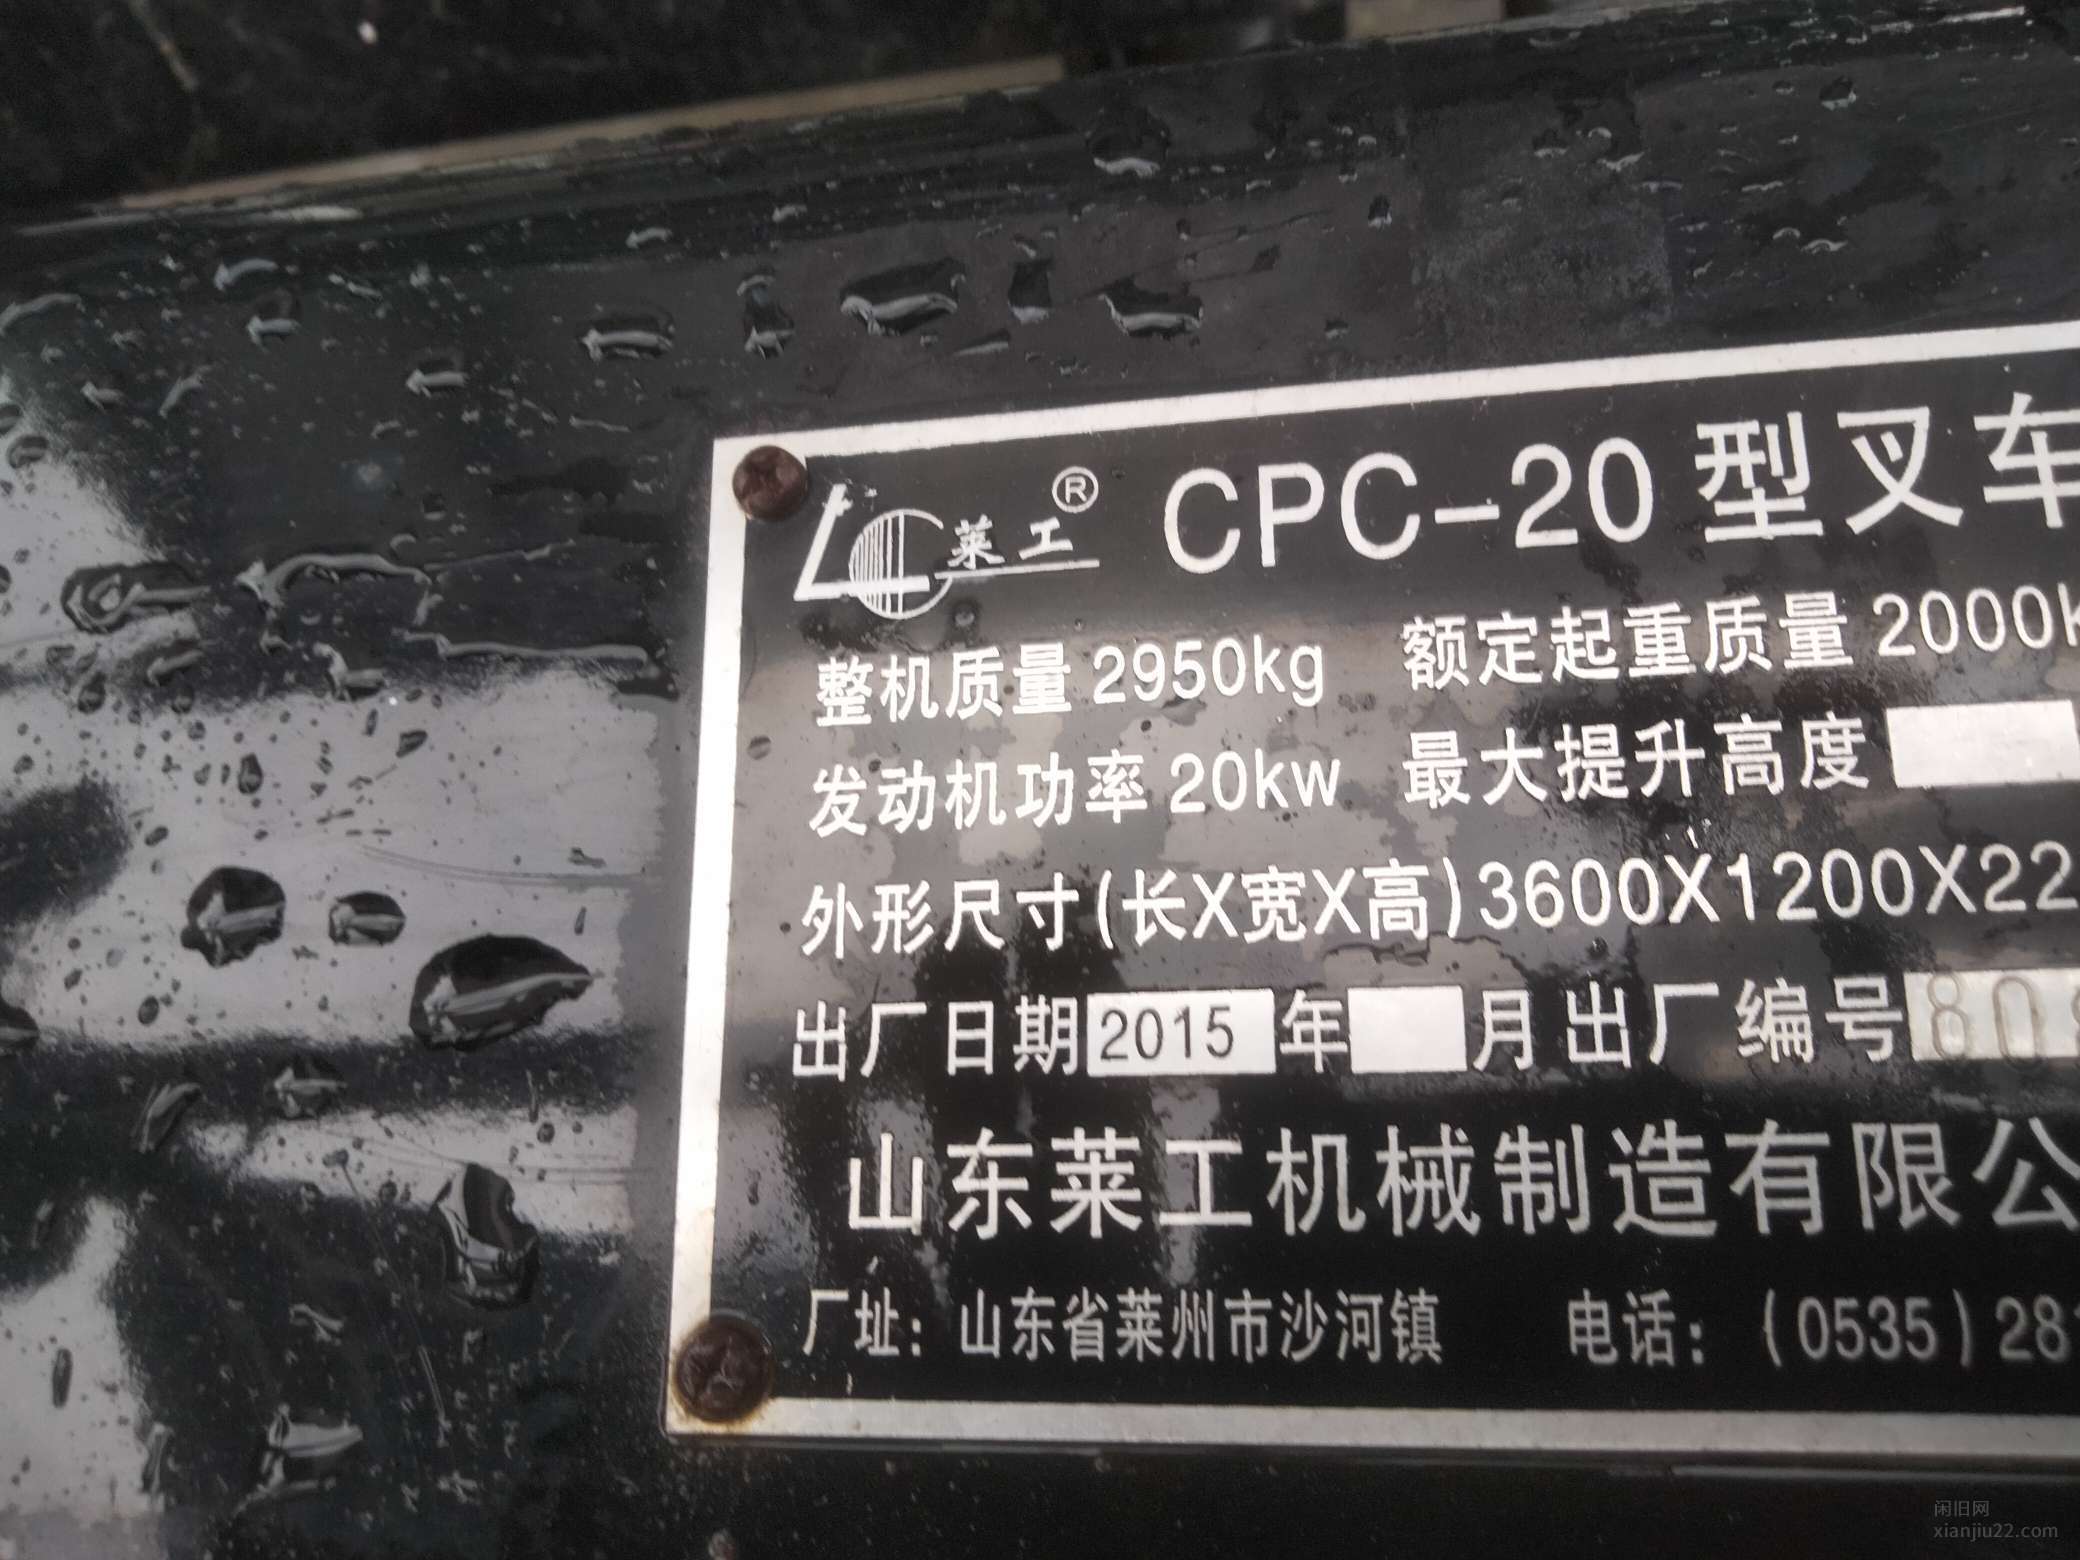 莱工® CPC-20型叉车
整机质量2950kg 额定起重质量2000k
发动机功率20kw 最大提升高度
外形尺寸(长X宽X高)3600X1200X22
出厂日期2015年 月 出厂编号80
山东莱工机械制造有限公
厂址：山东省莱州市沙河镇 电话：(0535)28
闲旧网
xianjiu22.com